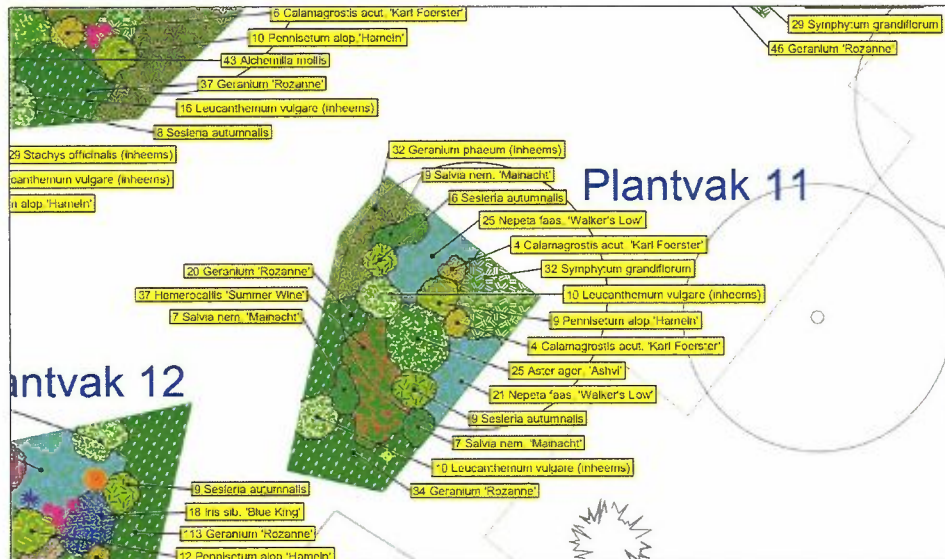 6 Calamagrostis acut. 'Karl Foerster'
10 Pennisetum alop.'Hameln'
43 Alchemilla mollis
37 Geranium 'Rozanne'
16 Leucanthemum vulgare (inheems)
8 Sesleria autumnalis
29 Stachys officinalis (inheems)
canthemum vulgare (inheems)
n alop.'Hameln'
29 Symphytum grandiflorum
46 Geranium 'Rozanne'
Plantvak 11
32 Geranium phaeum (inheems)
9 Salvia nem. 'Mainacht'
6 Sesleria autumnalis
25 Nepeta faas. 'Walker's Low'
4 Calamagrostis acut. 'Karl Foerster'
32 Symphytum grandiflorum
10 Leucanthemum vulgare (inheems)
9 Pennisetum alop.'Hameln'
4 Calamagrostis acut. 'Karl Foerster'
25 Aster ager. 'Ashvi'
21 Nepeta faas. 'Walker's Low'
9 Sesleria autumnalis
7 Salvia nem. 'Mainacht'
10 Leucanthemum vulgare (inheems)
34 Geranium 'Rozanne'
20 Geranium 'Rozanne'
37 Hemerocallis 'Summer Wine'
7 Salvia nem. 'Mainacht'
antvak 12
9 Sesleria autumnalis
18 Iris sib. 'Blue King'
113 Geranium 'Rozanne'
12 Pennisetum alop.'Hameln'